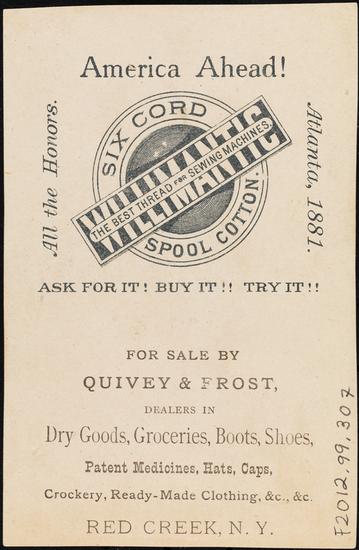 America Ahead!
All the Honors.
Atlanta, 1881.
SIX CORD
WILLIMANTIC
THE BEST THREAD FOR SEWING MACHINES.
SPOOL COTTON.
ASK FOR IT! BUY IT!! TRY IT!!
FOR SALE BY
QUIVEY & FROST,
DEALERS IN
Dry Goods, Groceries, Boots, Shoes,
Patent Medicines, Hats, Caps,
Crockery, Ready-Made Clothing, &c., &c.
RED CREEK, N. Y.
F2012.99.307